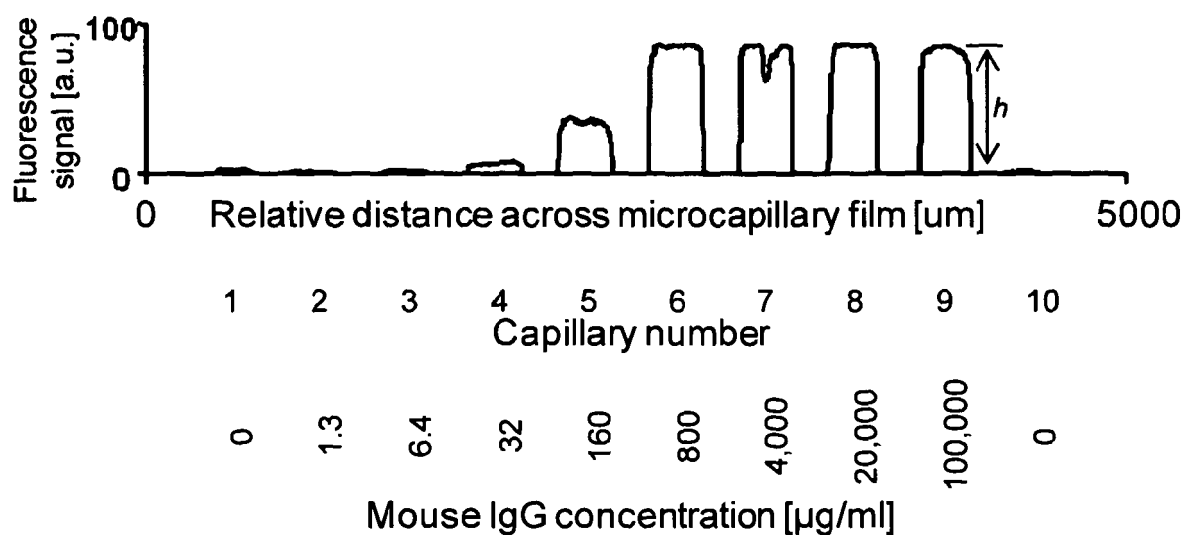 Fluorescence
signal [a.u.]
100
0
h
0 Relative distance across microcapillary film [um] 5000
1 2 3 4 5 6 7 8 9 10
Capillary number
0 1.3 6.4 32 160 800 4,000 20,000 100,000 0
Mouse IgG concentration [µg/ml]